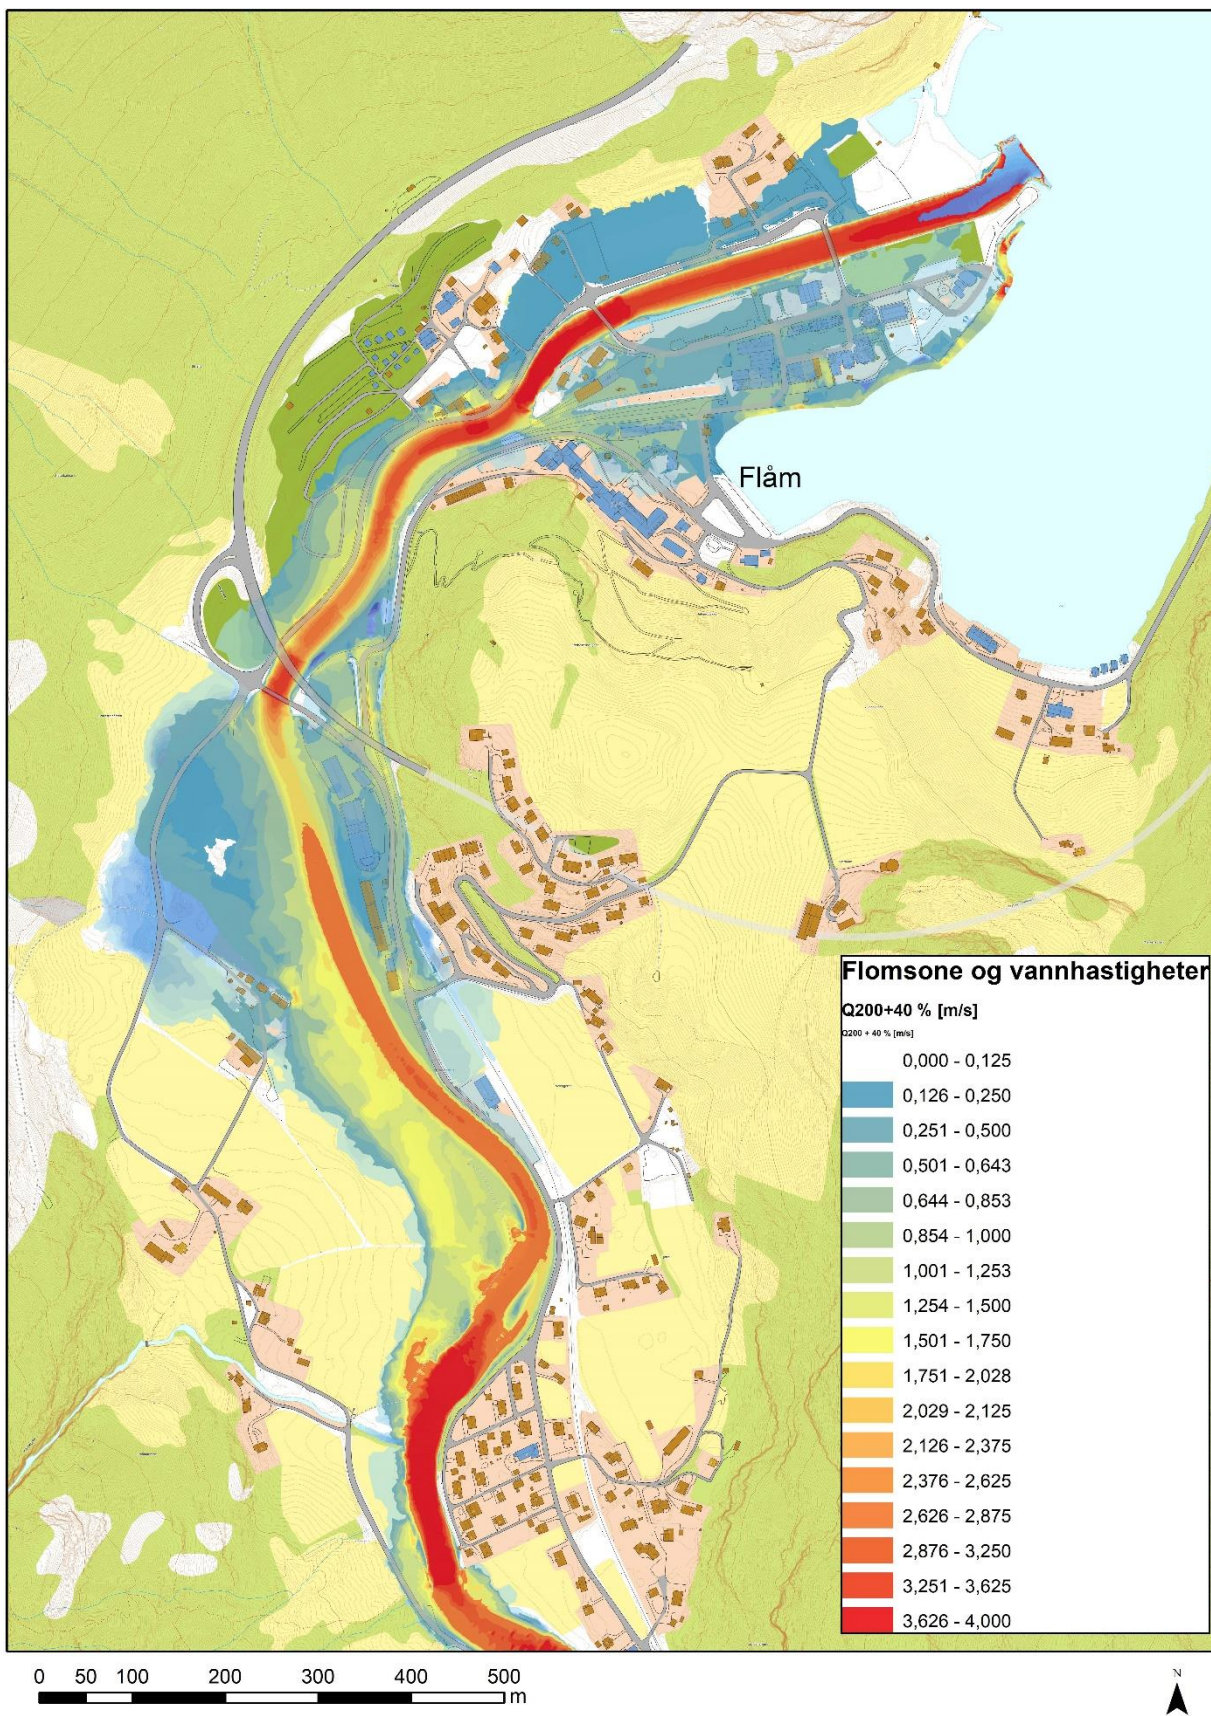 Flåm
Flomsone og vannhastigheter
Q200+40 % [m/s]
Q200 + 40 % [m/s]
0,000 - 0,125
0,126 - 0,250
0,251 - 0,500
0,501 - 0,643
0,644 - 0,853
0,854 - 1,000
1,001 - 1,253
1,254 - 1,500
1,501 - 1,750
1,751 - 2,028
2,029 - 2,125
2,126 - 2,375
2,376 - 2,625
2,626 - 2,875
2,876 - 3,250
3,251 - 3,625
3,626 - 4,000
0 50 100 200 300 400 500
m
N